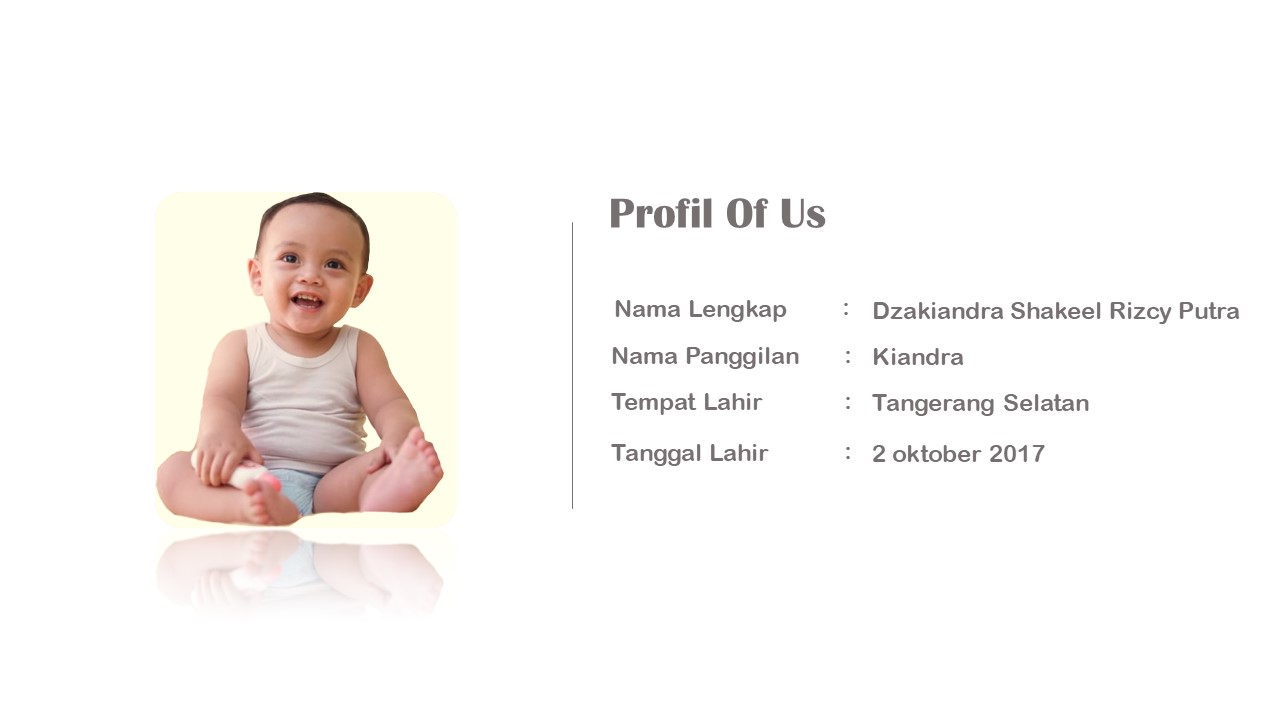 Profil Of Us
Nama Lengkap : Dzakiandra Shakeel Rizcy Putra
Nama Panggilan : Kiandra
Tempat Lahir : Tangerang Selatan
Tanggal Lahir : 2 oktober 2017